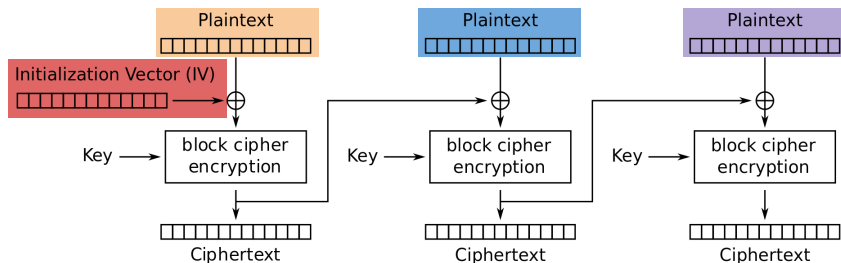 Plaintext
Plaintext
Plaintext
Initialization Vector (IV)
Key
block cipher
encryption
Key
block cipher
encryption
Key
block cipher
encryption
Ciphertext
Ciphertext
Ciphertext